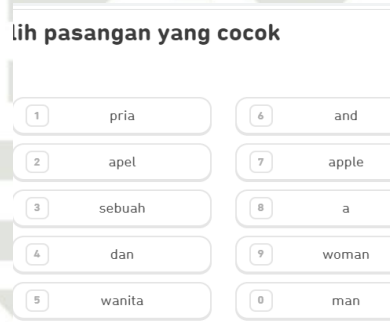 lih pasangan yang cocok
1 pria
6 and
2 apel
7 apple
3 sebuah
8 a
4 dan
9 woman
5 wanita
0 man